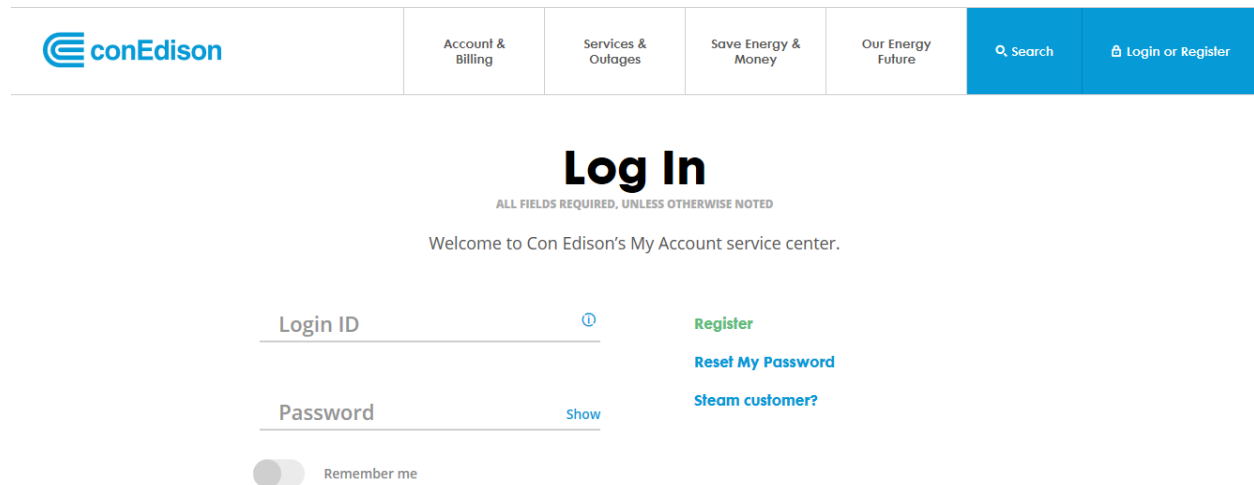 conEdison
Account &
Billing
Services &
Outages
Save Energy &
Money
Our Energy
Future
Search
Login or Register
Log In
ALL FIELDS REQUIRED, UNLESS OTHERWISE NOTED
Welcome to Con Edison’s My Account service center.
Login ID
Register
Reset My Password
Password
Show
Steam customer?
Remember me